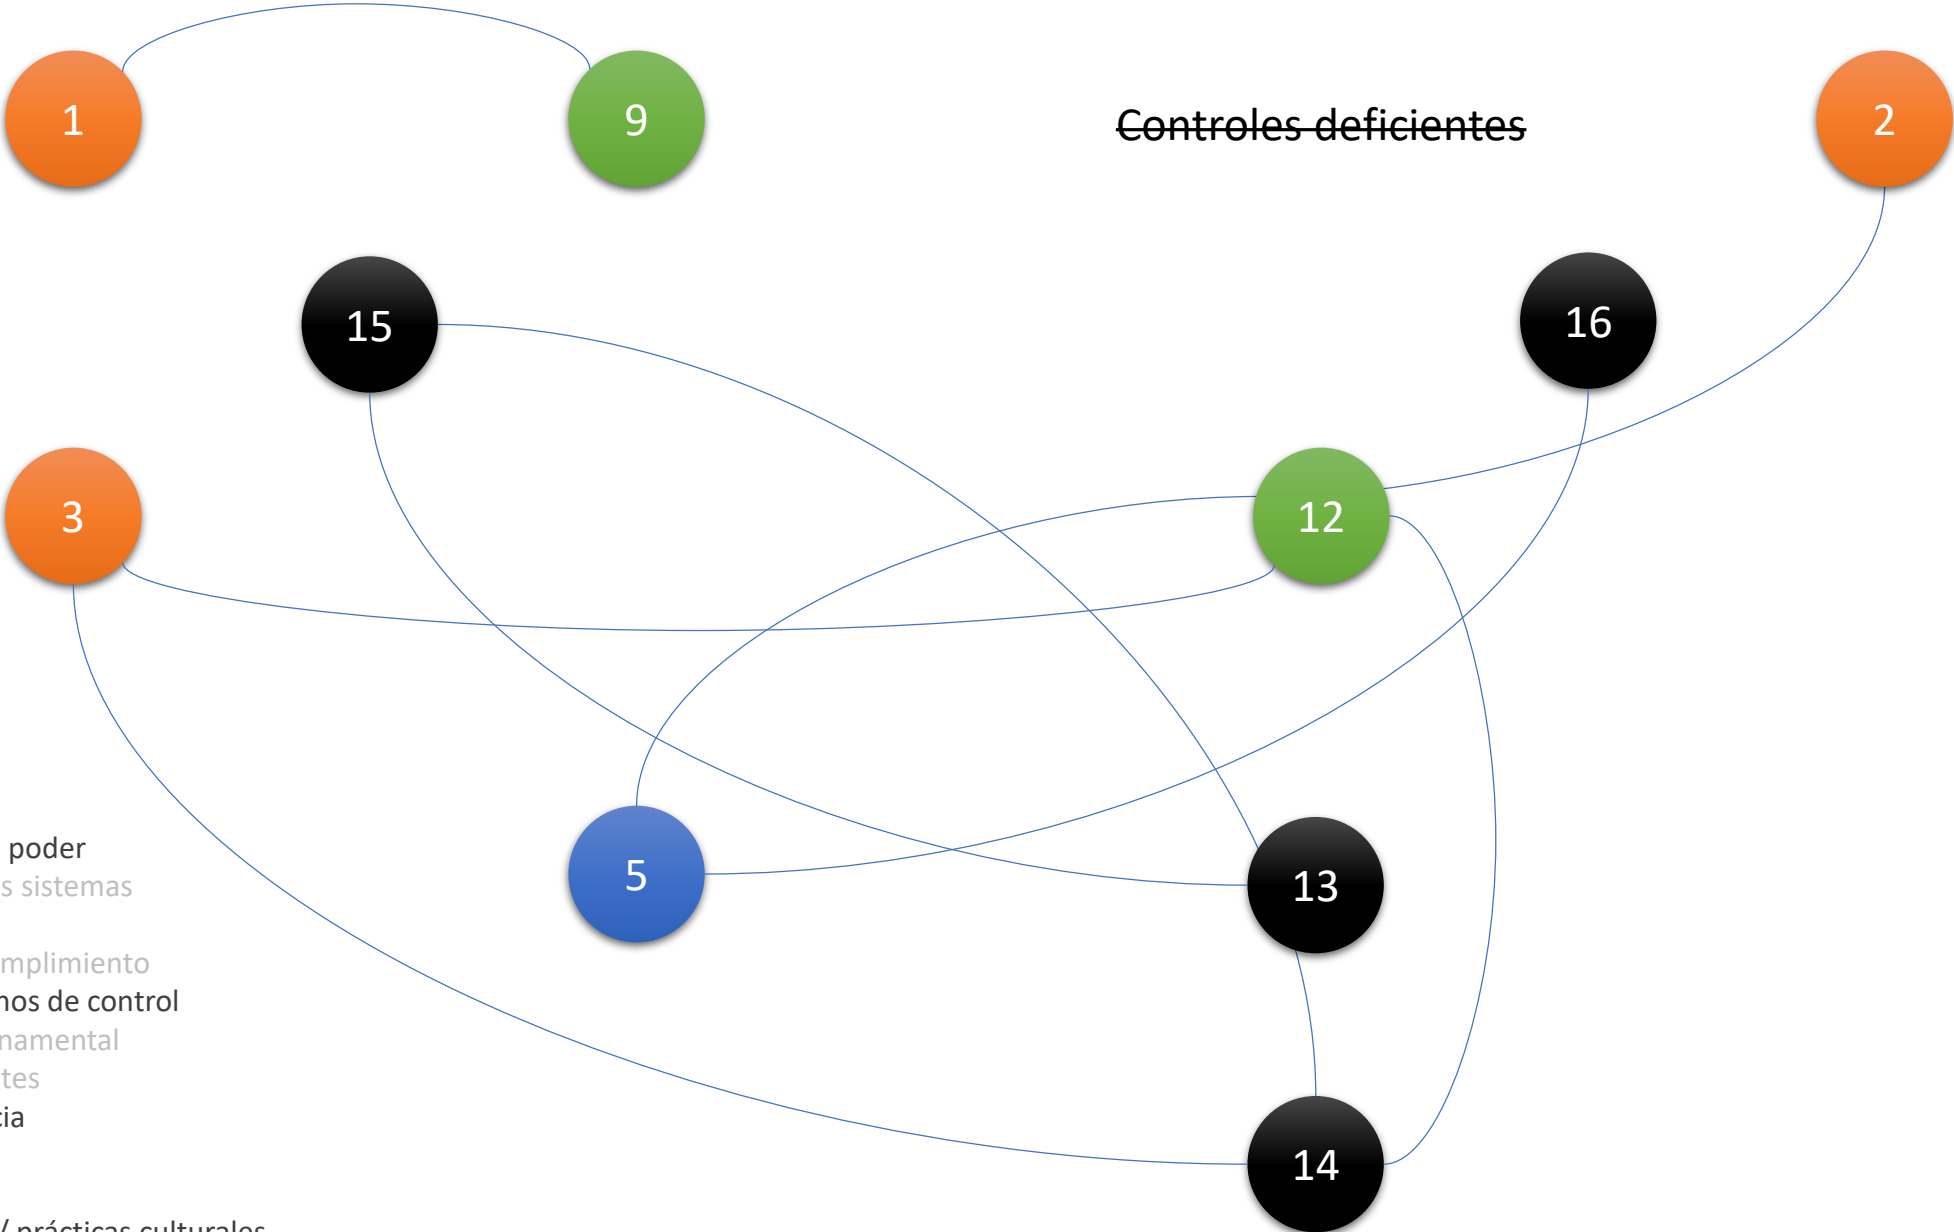 1
9
Controles deficientes
2
15
16
3
12
poder
s sistemas
5
13
mplimiento
nos de control
namental
tes
cia
14
/ prácticas culturales